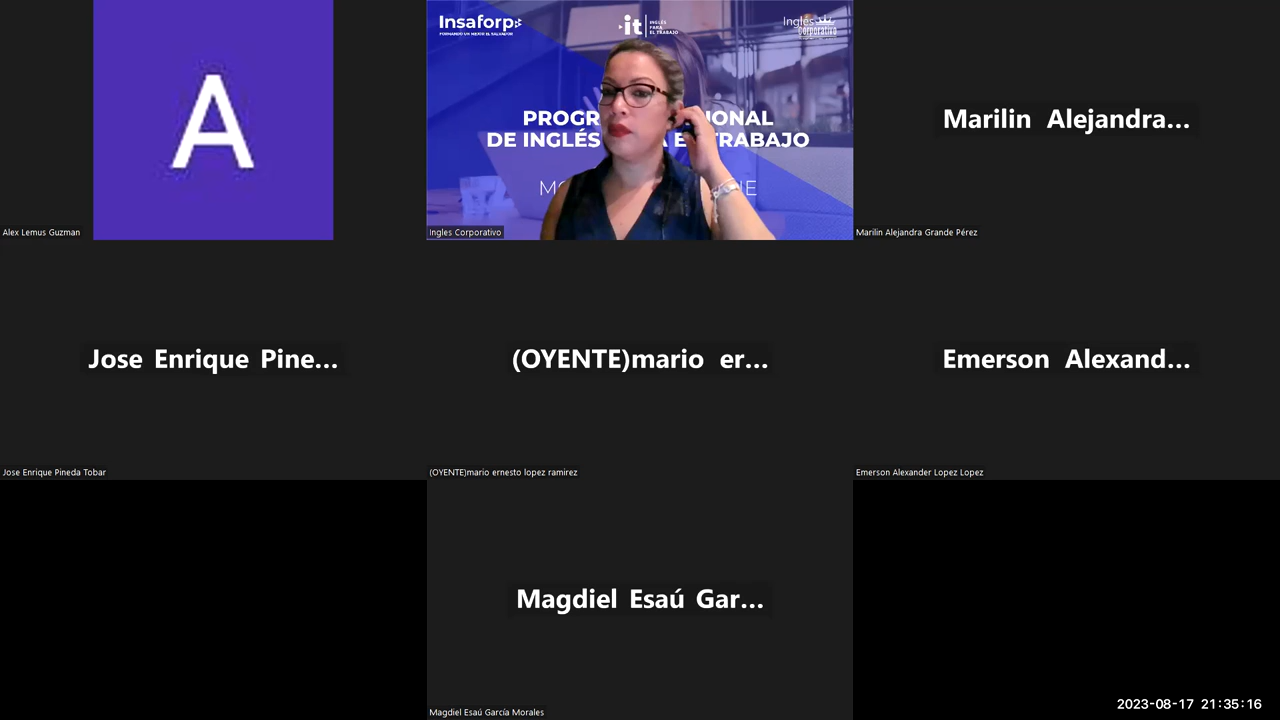 A
Alex Lemus Guzman
Insaforp
FORMANDO UN MEJOR EL SALVADOR
it
INGLÉS
PARA
EL TRABAJO
Inglés
Corporativo
PROGR
IONAL
DE INGLÉS
TRABAJO
Ingles Corporativo
Marilin Alejandra...
Marilin Alejandra Grande Pérez
Jose Enrique Pine...
Jose Enrique Pineda Tobar
(OYENTE)mario er...
(OYENTE)mario ernesto lopez ramirez
Emerson Alexand...
Emerson Alexander Lopez Lopez
Magdiel Esaú Gar...
Magdiel Esaú García Morales
2023-08-17 21:35:16